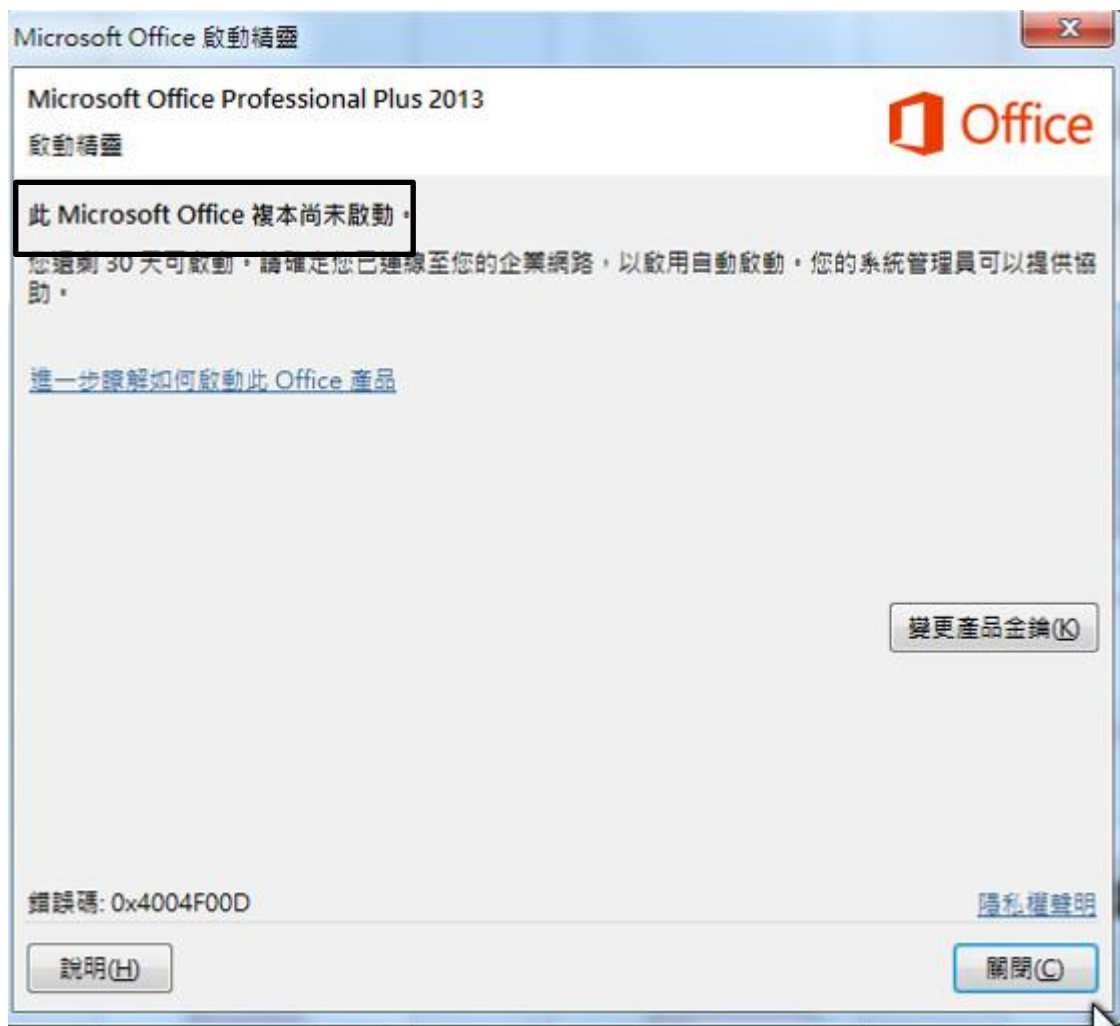 Microsoft Office 啟動精靈
Microsoft Office Professional Plus 2013
啟動精靈
Office
此 Microsoft Office 複本尚未啟動。
您還剩 30 天可啟動。請確定您已連線至您的企業網路，以啟用自動啟動。您的系統管理員可以提供協
助。
進一步瞭解如何啟動此 Office 產品
變更產品金鑰(K)
錯誤碼: 0x4004F00D
隱私權聲明
說明(H)
關閉(C)